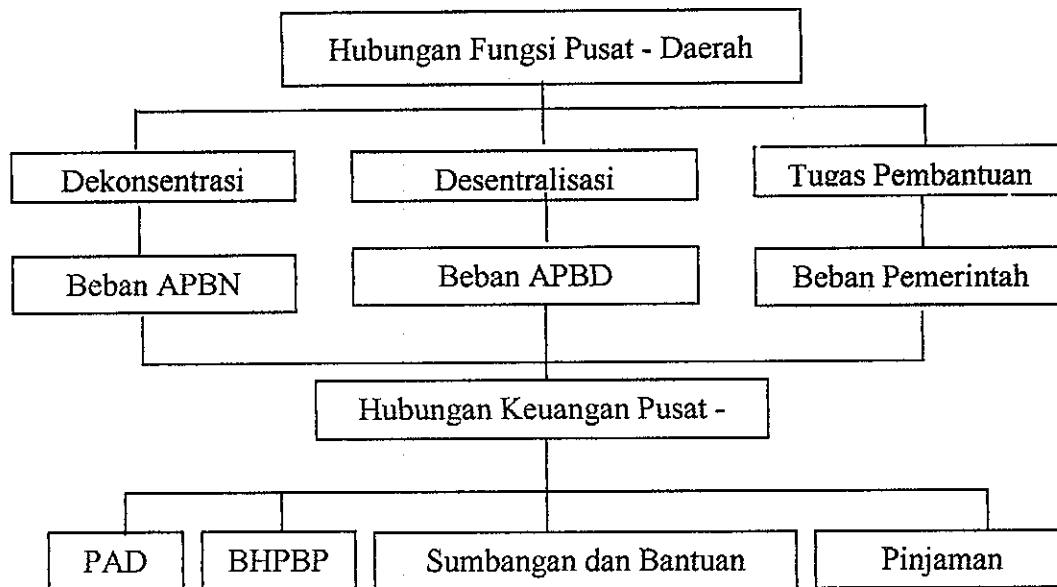 Hubungan Fungsi Pusat - Daerah
Dekonsentrasi
Desentralisasi
Tugas Pembantuan
Beban APBN
Beban APBD
Beban Pemerintah
Hubungan Keuangan Pusat -
PAD
BHPBP
Sumbangan dan Bantuan
Pinjaman